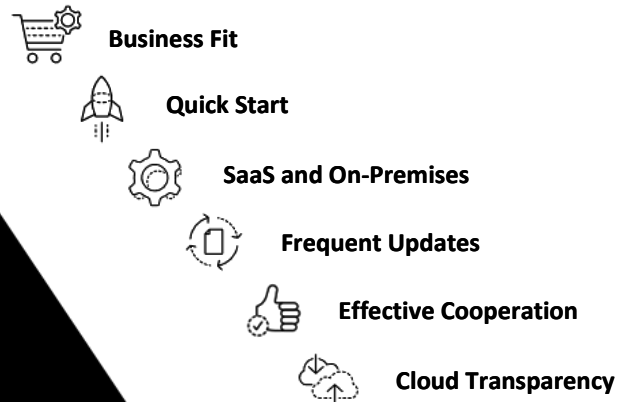 Business Fit
Quick Start
SaaS and On-Premises
Frequent Updates
Effective Cooperation
Cloud Transparency